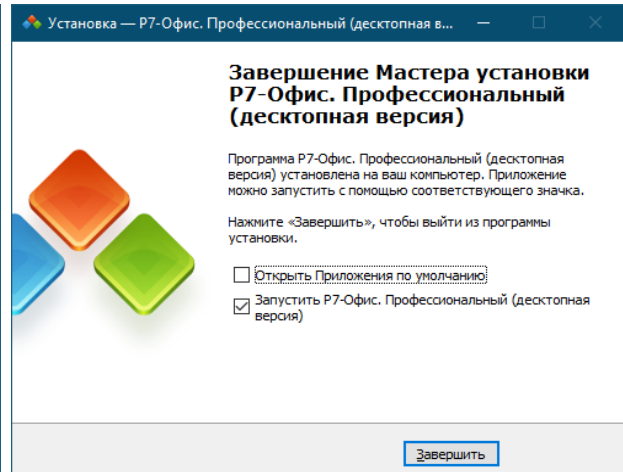 Установка — Р7-Офис. Профессиональный (десктопная в...
Завершение Мастера установки
Р7-Офис. Профессиональный
(десктопная версия)
Программа Р7-Офис. Профессиональный (десктопная
версия) установлена на ваш компьютер. Приложение
можно запустить с помощью соответствующего значка.
Нажмите «Завершить», чтобы выйти из программы
установки.
Открыть Приложения по умолчанию
Запустить Р7-Офис. Профессиональный (десктопная
версия)
Завершить